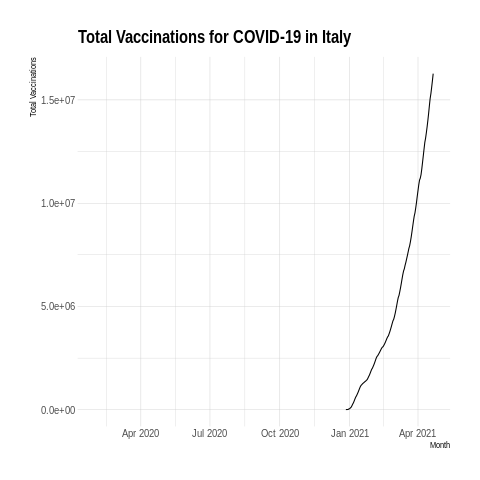 Total Vaccinations for COVID-19 in Italy
Total Vaccinations
1.5e+07
1.0e+07
5.0e+06
0.0e+00
Apr 2020 Jul 2020 Oct 2020 Jan 2021 Apr 2021
Month